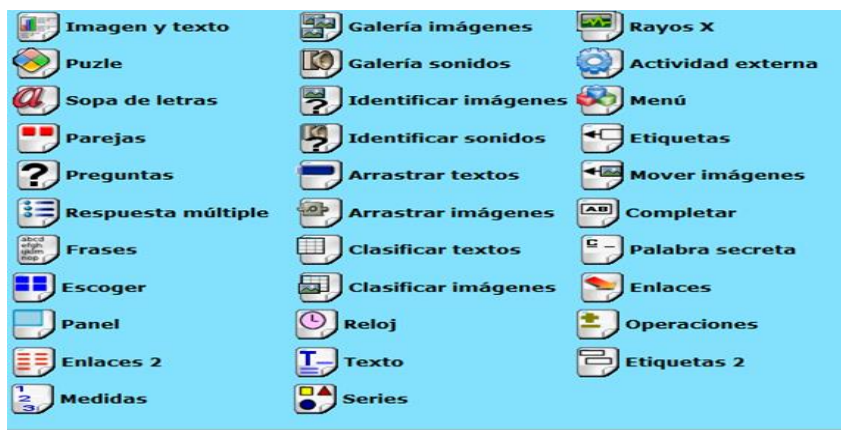 Imagen y texto Galería imágenes Rayos X
Puzle Galería sonidos Actividad externa
Sopa de letras Identificar imágenes Menú
Parejas Identificar sonidos Etiquetas
Preguntas Arrastrar textos Mover imágenes
Respuesta múltiple Arrastrar imágenes Completar
Frases Clasificar textos Palabra secreta
Escoger Clasificar imágenes Enlaces
Panel Reloj Operaciones
Enlaces 2 Texto Etiquetas 2
Medidas Series